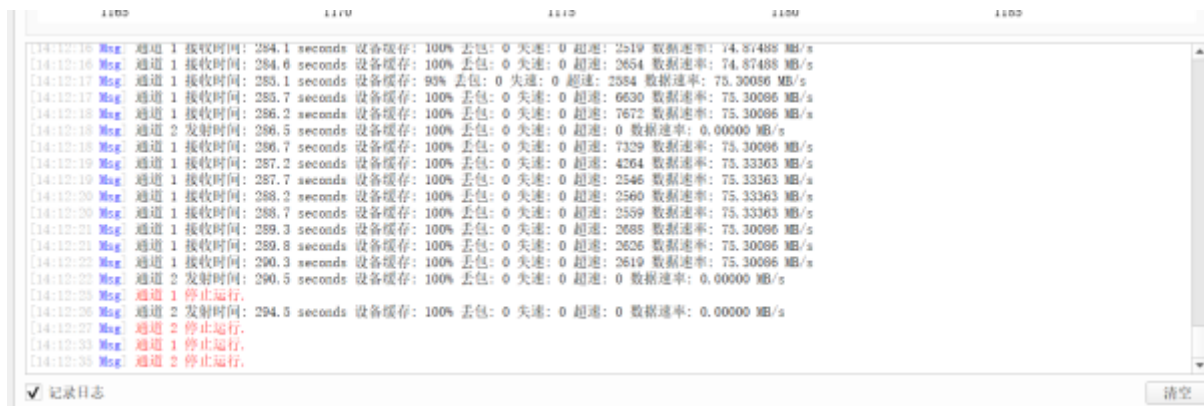 1165 1170 1175 1180 1185
[14:12:16 Msg] 通道 1 接收时间: 284.1 seconds 设备缓存: 100% 丢包: 0 失速: 0 超速: 2519 数据速率: 74.87488 MB/s
[14:12:16 Msg] 通道 1 接收时间: 284.6 seconds 设备缓存: 100% 丢包: 0 失速: 0 超速: 2654 数据速率: 74.87488 MB/s
[14:12:17 Msg] 通道 1 接收时间: 285.1 seconds 设备缓存: 93% 丢包: 0 失速: 0 超速: 2584 数据速率: 75.30086 MB/s
[14:12:17 Msg] 通道 1 接收时间: 285.7 seconds 设备缓存: 100% 丢包: 0 失速: 0 超速: 6630 数据速率: 75.30086 MB/s
[14:12:18 Msg] 通道 1 接收时间: 286.2 seconds 设备缓存: 100% 丢包: 0 失速: 0 超速: 7672 数据速率: 75.30086 MB/s
[14:12:18 Msg] 通道 2 发射时间: 286.5 seconds 设备缓存: 100% 丢包: 0 失速: 0 超速: 0 数据速率: 0.00000 MB/s
[14:12:18 Msg] 通道 1 接收时间: 286.7 seconds 设备缓存: 100% 丢包: 0 失速: 0 超速: 7329 数据速率: 75.30086 MB/s
[14:12:19 Msg] 通道 1 接收时间: 287.2 seconds 设备缓存: 100% 丢包: 0 失速: 0 超速: 4264 数据速率: 75.33363 MB/s
[14:12:19 Msg] 通道 1 接收时间: 287.7 seconds 设备缓存: 100% 丢包: 0 失速: 0 超速: 2546 数据速率: 75.33363 MB/s
[14:12:20 Msg] 通道 1 接收时间: 288.2 seconds 设备缓存: 100% 丢包: 0 失速: 0 超速: 2560 数据速率: 75.33363 MB/s
[14:12:20 Msg] 通道 1 接收时间: 288.7 seconds 设备缓存: 100% 丢包: 0 失速: 0 超速: 2559 数据速率: 75.33363 MB/s
[14:12:21 Msg] 通道 1 接收时间: 289.3 seconds 设备缓存: 100% 丢包: 0 失速: 0 超速: 2688 数据速率: 75.30086 MB/s
[14:12:21 Msg] 通道 1 接收时间: 289.8 seconds 设备缓存: 100% 丢包: 0 失速: 0 超速: 2626 数据速率: 75.30086 MB/s
[14:12:22 Msg] 通道 1 接收时间: 290.3 seconds 设备缓存: 100% 丢包: 0 失速: 0 超速: 2619 数据速率: 75.30086 MB/s
[14:12:22 Msg] 通道 2 发射时间: 290.5 seconds 设备缓存: 100% 丢包: 0 失速: 0 超速: 0 数据速率: 0.00000 MB/s
[14:12:25 Msg] 通道 1 停止运行.
[14:12:26 Msg] 通道 2 发射时间: 294.5 seconds 设备缓存: 100% 丢包: 0 失速: 0 超速: 0 数据速率: 0.00000 MB/s
[14:12:27 Msg] 通道 2 停止运行.
[14:12:33 Msg] 通道 1 停止运行.
[14:12:35 Msg] 通道 2 停止运行.
记录日志 清空